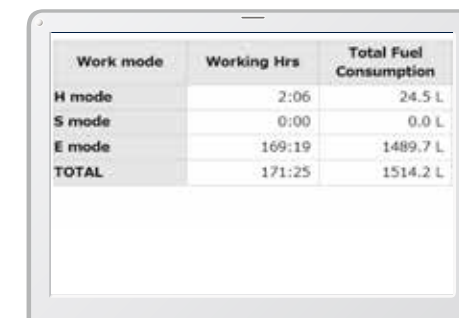 Work mode Working Hrs Total Fuel
Consumption
H mode 2:06 24.5 L
S mode 0:00 0.0 L
E mode 169:19 1489.7 L
TOTAL 171:25 1514.2 L